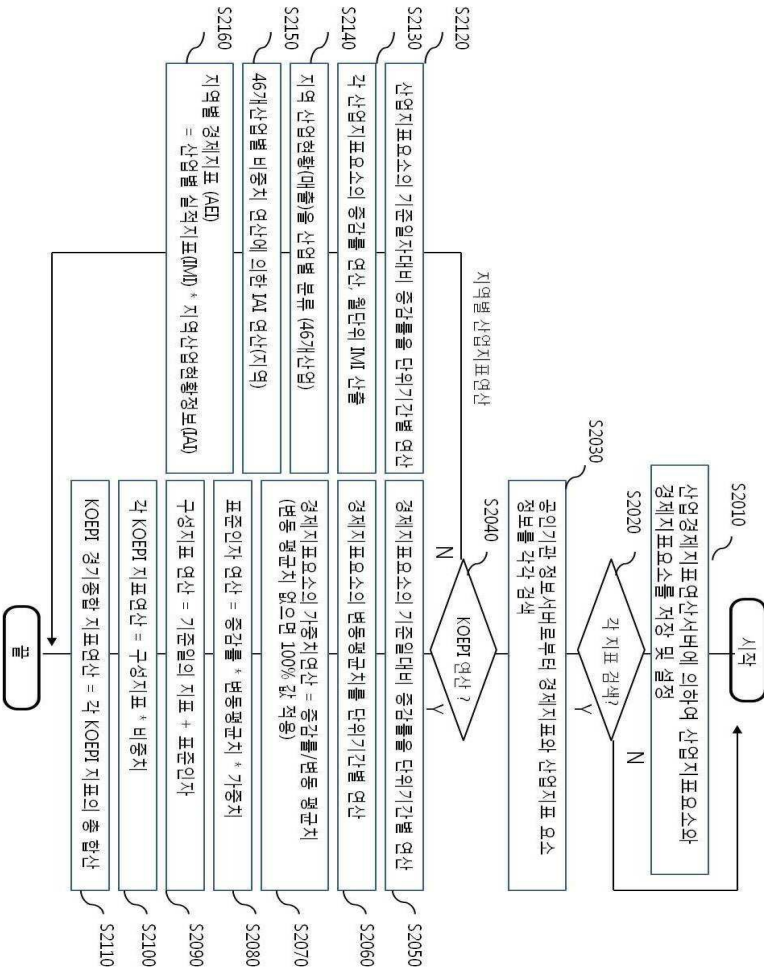 시작
S2010
산업경제지표연산서버에 의하여 산업지표요소와
경제지표요소를 저장 및 설정
S2020
각 지표 검색?
N
Y
S2030
공인기관 정보서버로부터 경제지표와 산업지표 요소
정보를 각각 검색
S2040
KOEPI 연산 ?
N
Y
지역별 산업지표연산
경제지표요소의 기준일대비 증감률을 단위기간별 연산
S2050
경제지표요소의 변동평균치를 단위기간별 연산
S2060
경제지표요소의 가중치연산 = 증감률/변동 평균치
(변동 평균치 없으면 100% 값 적용)
S2070
표준인자 연산 = 증감률 * 변동평균치 * 가중치
S2080
구성지표 연산 = 기준일의 지표 + 표준인자
S2090
각 KOEPI 지표연산 = 구성지표 * 비중치
S2100
KOEPI 경기종합 지표연산 = 각 KOEPI 지표의 총 합산
S2110
S2120
산업지표요소의 기준일자대비 증감률을 단위기간별 연산
S2130
각 산업지표요소의 증감률 연산, 월단위 IMI 산출
S2140
지역 산업현황(매출)을 산업별 분류 (46개산업)
S2150
46개산업별 비중치 연산에 의한 IAI 연산(지역)
S2160
지역별 경제지표 (AEI)
= 산업별 실적지표(IMI) * 지역산업현황정보(IAI)
끝